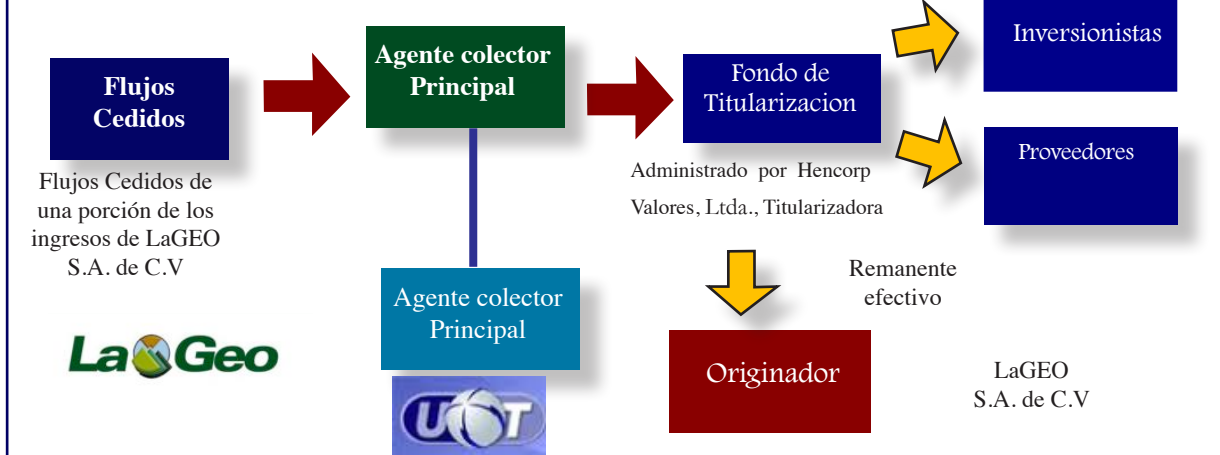 Flujos
Cedidos
Flujos Cedidos de
una porción de los
ingresos de LaGEO
S.A. de C.V
LaGeo
Agente colector
Principal
Agente colector
Principal
UT
Fondo de
Titularizacion
Administrado por Hencorp
Valores, Ltda., Titularizadora
Inversionistas
Proveedores
Remanente
efectivo
Originador
LaGEO
S.A. de C.V